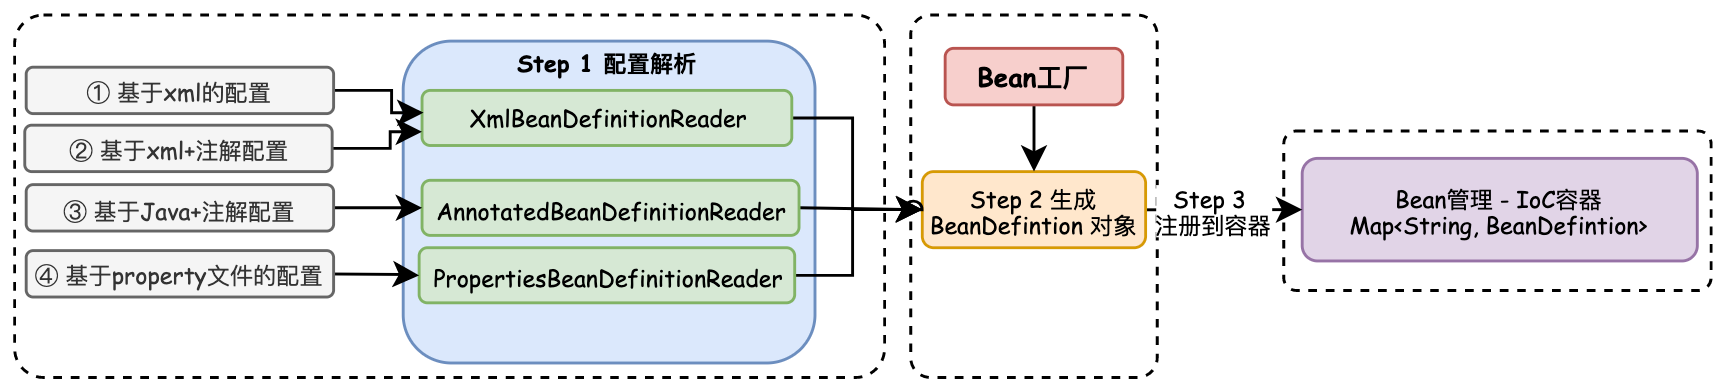 ① 基于xml的配置
② 基于xml+注解配置
③ 基于Java+注解配置
④ 基于property文件的配置
Step 1 配置解析
XmlBeanDefinitionReader
AnnotatedBeanDefinitionReader
PropertiesBeanDefinitionReader
Bean工厂
Step 2 生成
BeanDefintion 对象
Step 3
注册到容器
Bean管理 - IoC容器
Map<String, BeanDefintion>